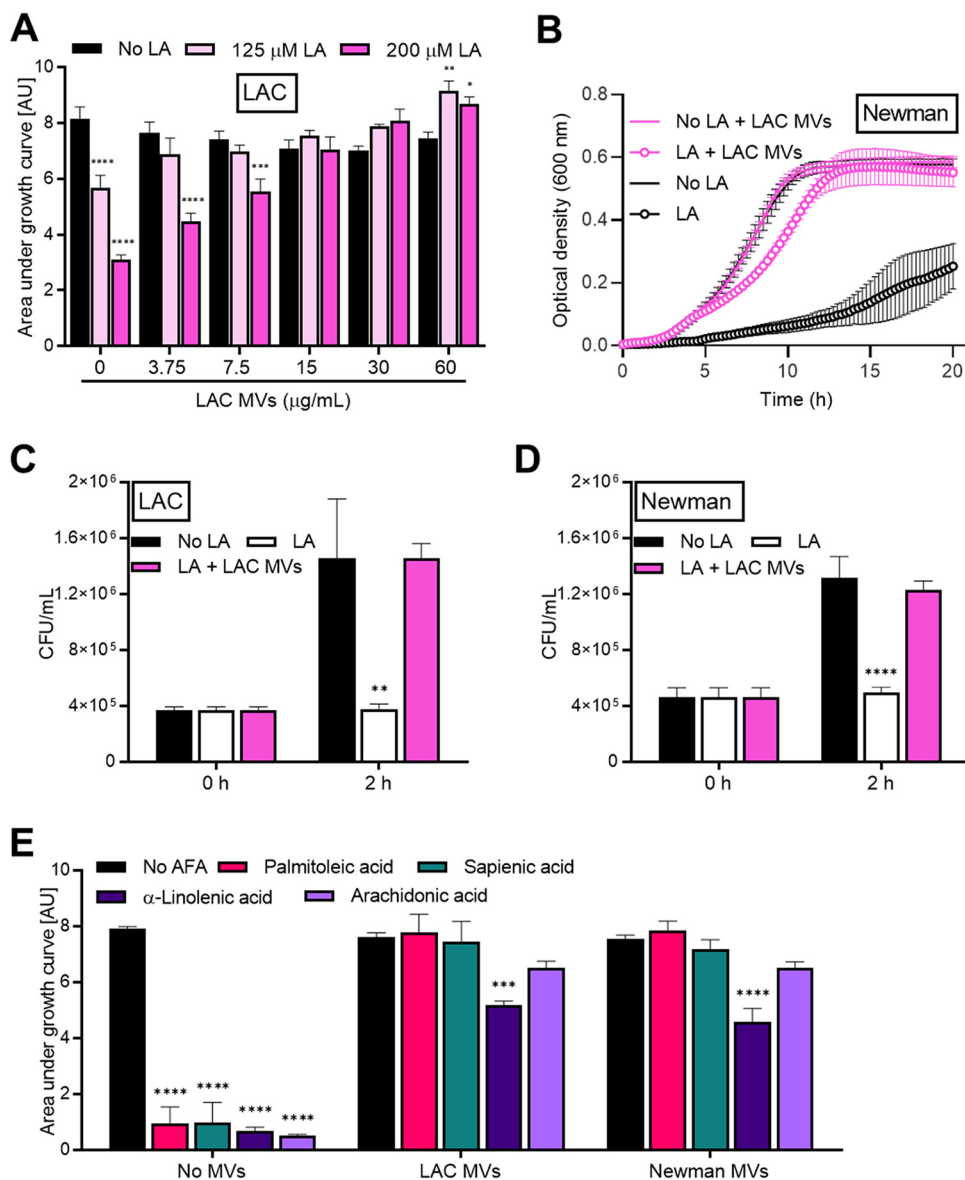 A
No LA 125 μM LA 200 μM LA
LAC
Area under growth curve [AU]
10
8
6
4
2
0
**** **** **** *** ** *
0 3.75 7.5 15 30 60
LAC MVs (μg/mL)
B
Newman
No LA + LAC MVs
LA + LAC MVs
No LA
LA
Optical density (600 nm)
0.8
0.6
0.4
0.2
0.0
0 5 10 15 20
Time (h)
C
LAC
No LA LA
LA + LAC MVs
CFU/mL
2×10⁶
1.6×10⁶
1.2×10⁶
8×10⁵
4×10⁵
0
**
0 h 2 h
D
Newman
No LA LA
LA + LAC MVs
CFU/mL
2×10⁶
1.6×10⁶
1.2×10⁶
8×10⁵
4×10⁵
0
****
0 h 2 h
E
No AFA Palmitoleic acid Sapienic acid
α-Linolenic acid Arachidonic acid
Area under growth curve [AU]
10
8
6
4
2
0
**** **** **** **** *** ****
No MVs LAC MVs Newman MVs